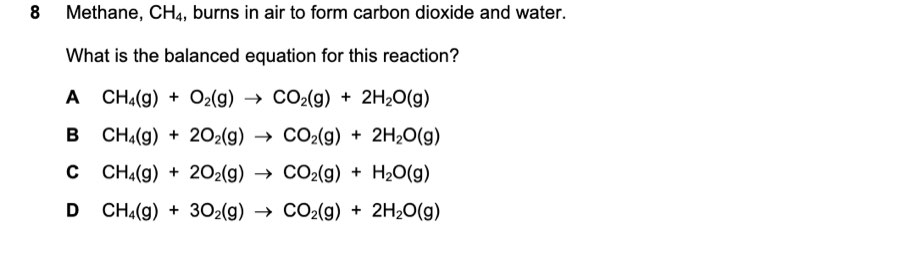 8 Methane, CH₄, burns in air to form carbon dioxide and water.
What is the balanced equation for this reaction?
A CH₄(g) + O₂(g) → CO₂(g) + 2H₂O(g)
B CH₄(g) + 2O₂(g) → CO₂(g) + 2H₂O(g)
C CH₄(g) + 2O₂(g) → CO₂(g) + H₂O(g)
D CH₄(g) + 3O₂(g) → CO₂(g) + 2H₂O(g)